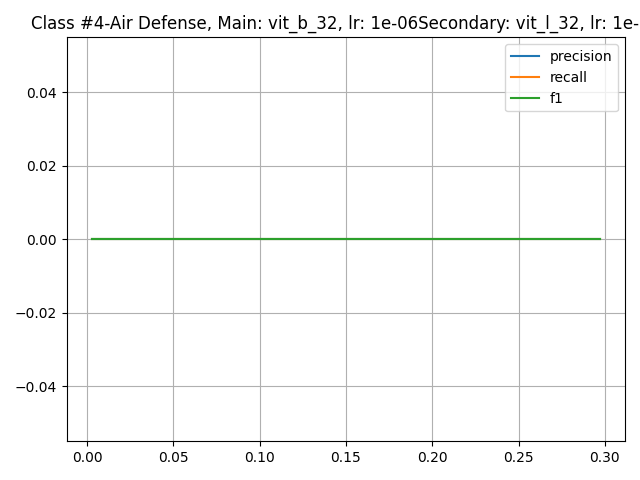 Class #4-Air Defense, Main: vit_b_32, lr: 1e-06Secondary: vit_l_32, lr: 1e-
precision
recall
f1
0.04
0.02
0.00
−0.02
−0.04
0.00 0.05 0.10 0.15 0.20 0.25 0.30